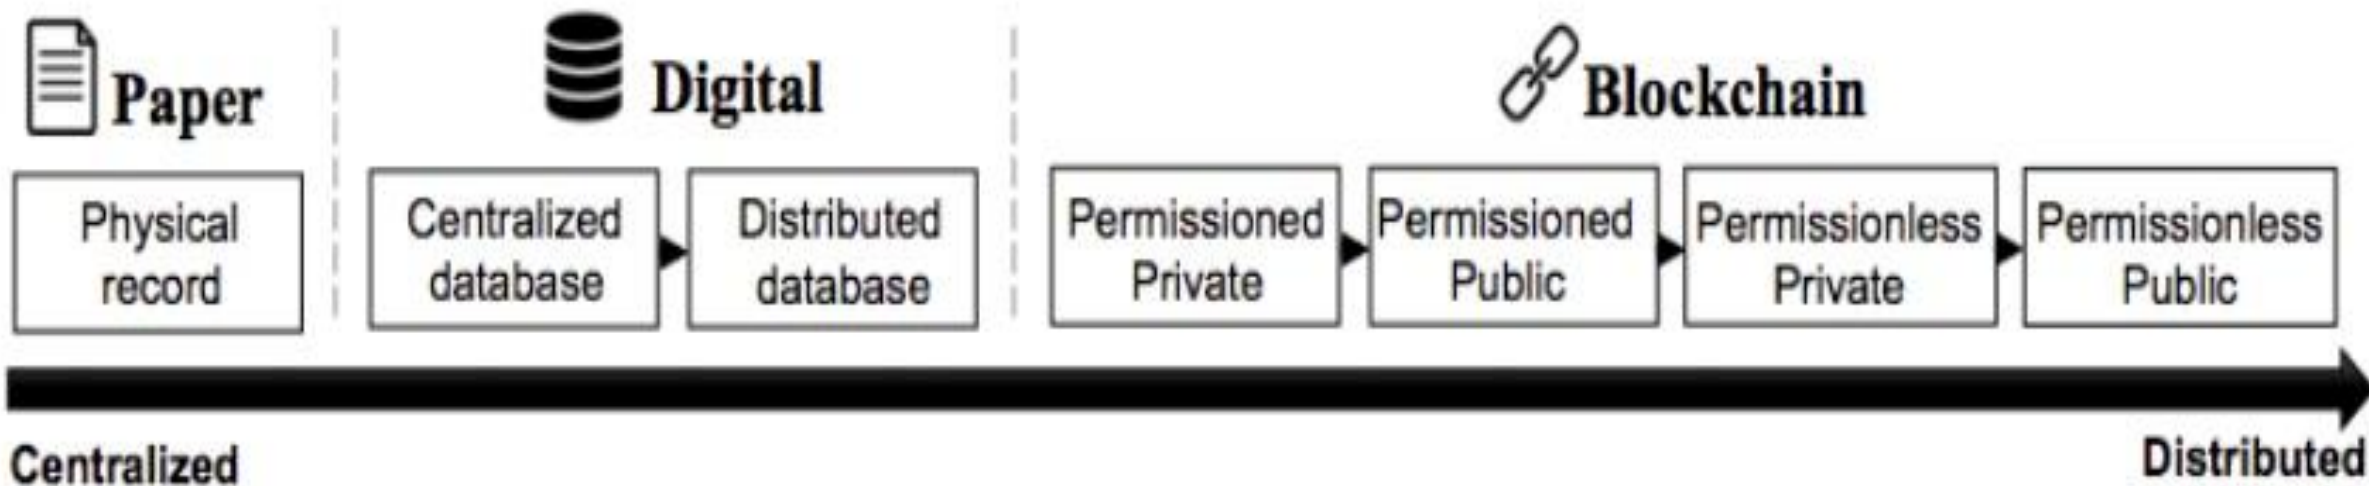 Paper
Digital
Blockchain
Physical
record
Centralized
database
Distributed
database
Permissioned
Private
Permissioned
Public
Permissionless
Private
Permissionless
Public
Centralized
Distributed